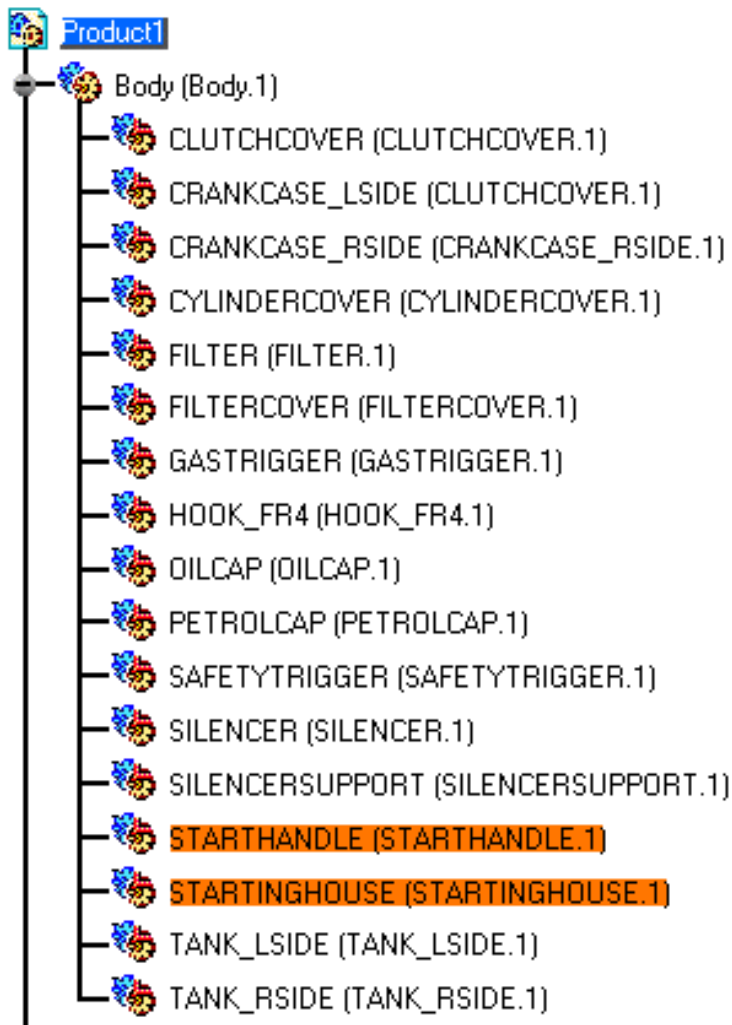 Product1
Body (Body.1)
CLUTCHCOVER (CLUTCHCOVER.1)
CRANKCASE_LSIDE (CLUTCHCOVER.1)
CRANKCASE_RSIDE (CRANKCASE_RSIDE.1)
CYLINDERCOVER (CYLINDERCOVER.1)
FILTER (FILTER.1)
FILTERCOVER (FILTERCOVER.1)
GASTRIGGER (GASTRIGGER.1)
HOOK_FR4 (HOOK_FR4.1)
OILCAP (OILCAP.1)
PETROLCAP (PETROLCAP.1)
SAFETYTRIGGER (SAFETYTRIGGER.1)
SILENCER (SILENCER.1)
SILENCERSUPPORT (SILENCERSUPPORT.1)
STARTHANDLE (STARTHANDLE.1)
STARTINGHOUSE (STARTINGHOUSE.1)
TANK_LSIDE (TANK_LSIDE.1)
TANK_RSIDE (TANK_RSIDE.1)